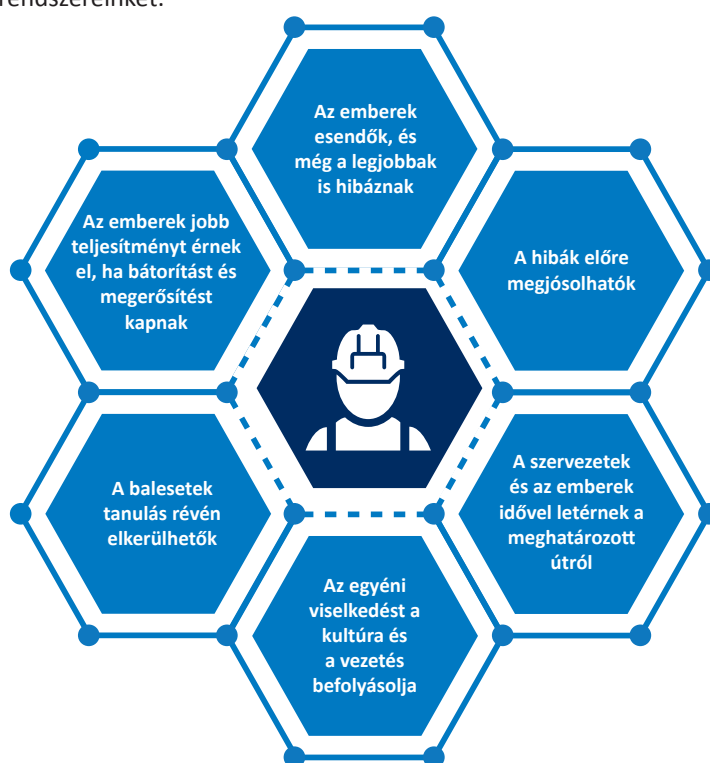 rendszereinket.
Az emberek
esendők, és
még a legjobbak
is hibáznak
Az emberek jobb
teljesítményt érnek
el, ha bátorítást és
megerősítést
kapnak
A hibák előre
megjósolhatók
A balesetek
tanulás révén
elkerülhetők
A szervezetek
és az emberek
idővel letérnek a
meghatározott
útról
Az egyéni
viselkedést a
kultúra és
a vezetés
befolyásolja